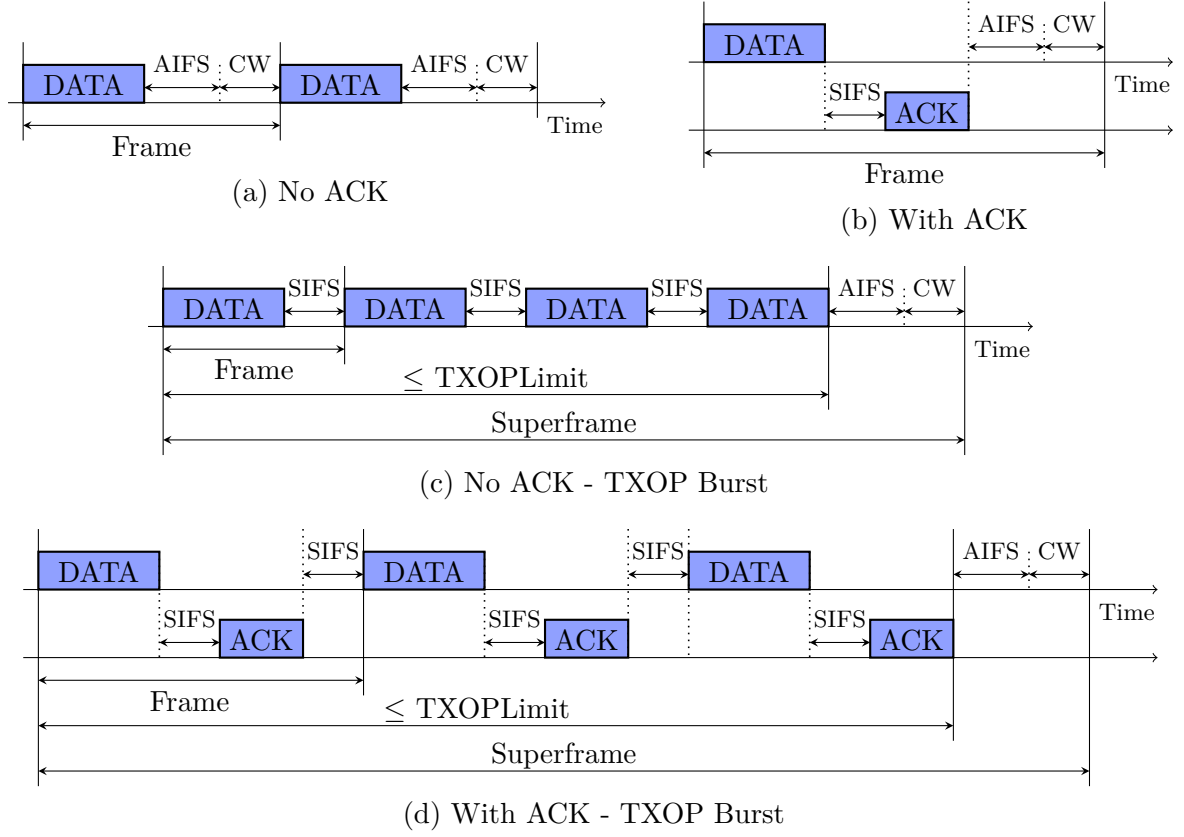 AIFS CW AIFS CW
DATA DATA
Time
Frame
(a) No ACK
AIFS CW
DATA
Time
SIFS
ACK
Frame
(b) With ACK
SIFS SIFS SIFS AIFS CW
DATA DATA DATA DATA
Time
Frame
≤ TXOPLimit
Superframe
(c) No ACK - TXOP Burst
SIFS SIFS AIFS CW
DATA DATA DATA
Time
SIFS SIFS SIFS
ACK ACK ACK
Frame
≤ TXOPLimit
Superframe
(d) With ACK - TXOP Burst